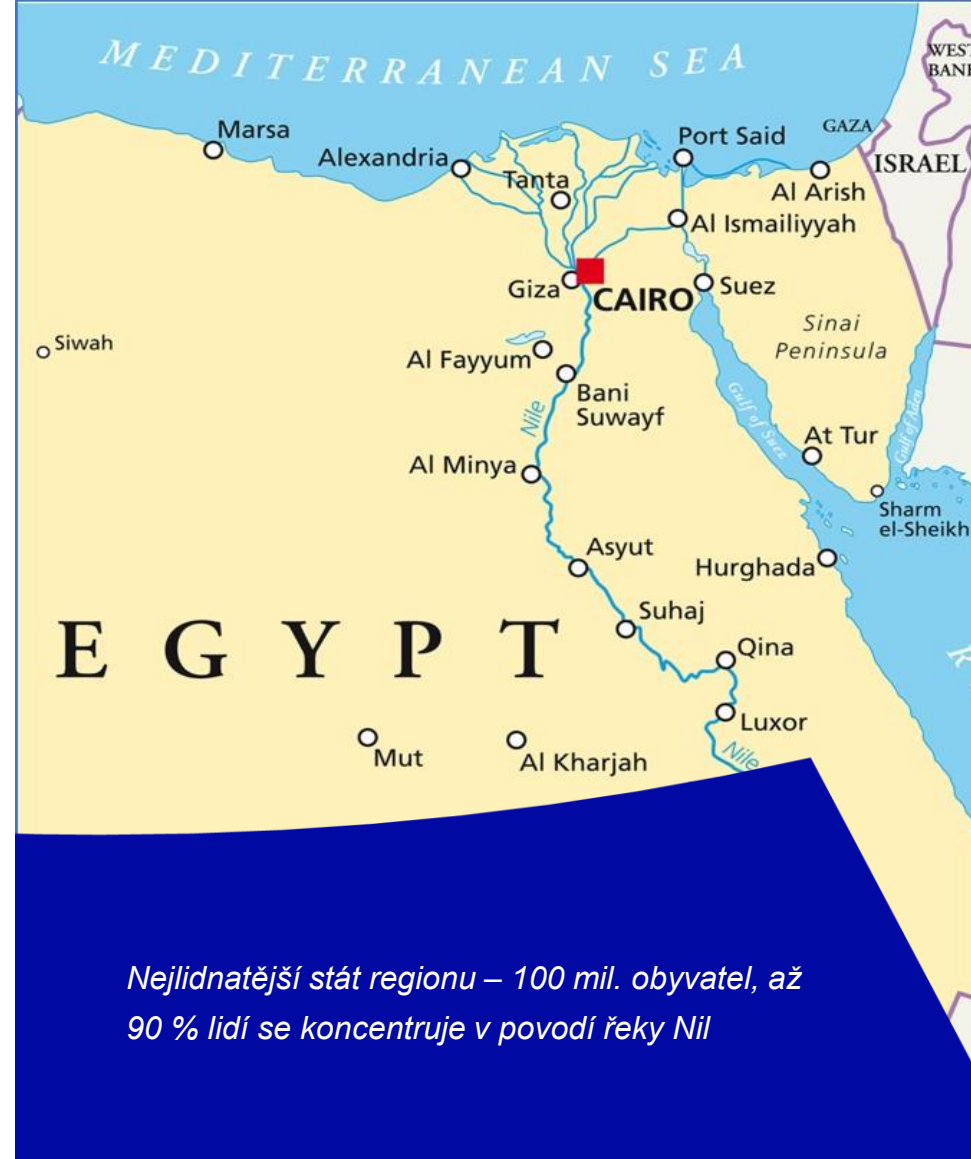 MEDITERRANEAN SEA
WEST
Marsa
Port Said
GAZA
Alexandria
ISRAEL
Tanta
Al Arish
Al Ismailiyyah
Giza
CAIRO
Suez
Siwah
Sinai
Peninsula
Al Fayyum
Bani
Suwayf
Nile
Gulf of Suez
Gulf of Aden
At Tur
Al Minya
Sharm
el-Sheikh
Asyut
Hurghada
Suhaj
EGYPT
Qina
Luxor
Mut
Al Kharjah
Nile
Nejlidnatější stát regionu – 100 mil. obyvatel, až
90 % lidí se koncentruje v povodí řeky Nil